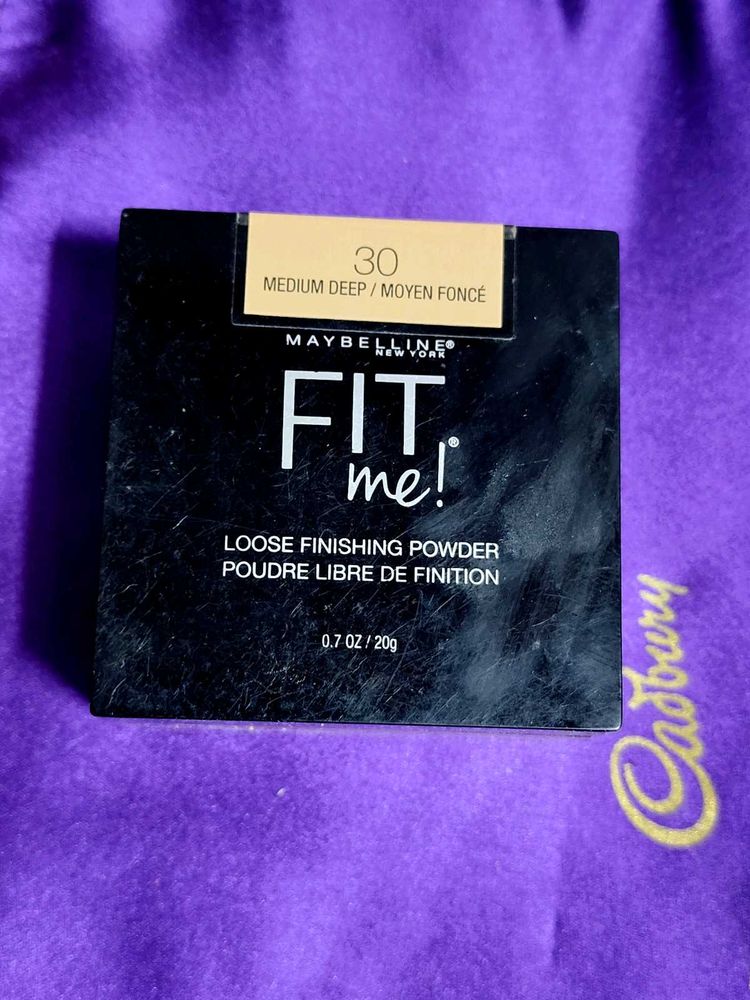 30
MEDIUM DEEP / MOYEN FONCÉ
MAYBELLINE®
NEW YORK
FIT
me!®
LOOSE FINISHING POWDER
POUDRE LIBRE DE FINITION
0.7 OZ / 20g
Cadbury